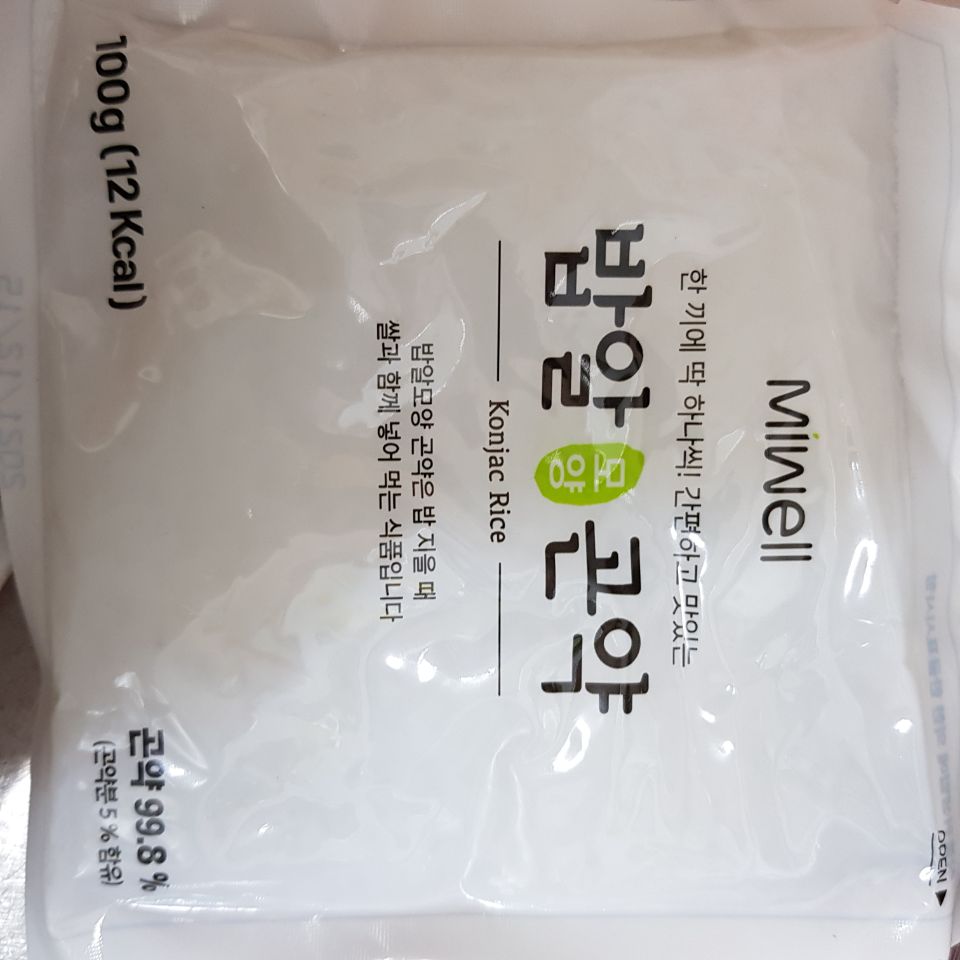 Miwell
한 끼에 딱 하나씩! 간편하고 맛있는
밥알 모양 곤약
Konjac Rice
밥알모양 곤약은 밥 지을 때
쌀과 함께 넣어 먹는 식품입니다
100g (12 Kcal)
곤약 99.8 %
(곤약분 5 % 함유)
OPEN ▶